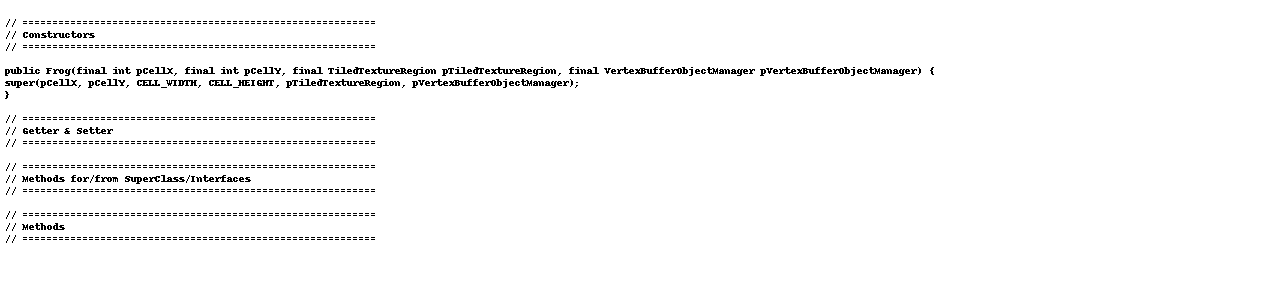 // ===========================================================
// Constructors
// ===========================================================
public Frog(final int pCellX, final int pCellY, final TiledTextureRegion pTiledTextureRegion, final VertexBufferObjectManager pVertexBufferObjectManager) {
super(pCellX, pCellY, CELL_WIDTH, CELL_HEIGHT, pTiledTextureRegion, pVertexBufferObjectManager);
}
// ===========================================================
// Getter & Setter
// ===========================================================
// ===========================================================
// Methods for/from SuperClass/Interfaces
// ===========================================================
// ===========================================================
// Methods
// ===========================================================